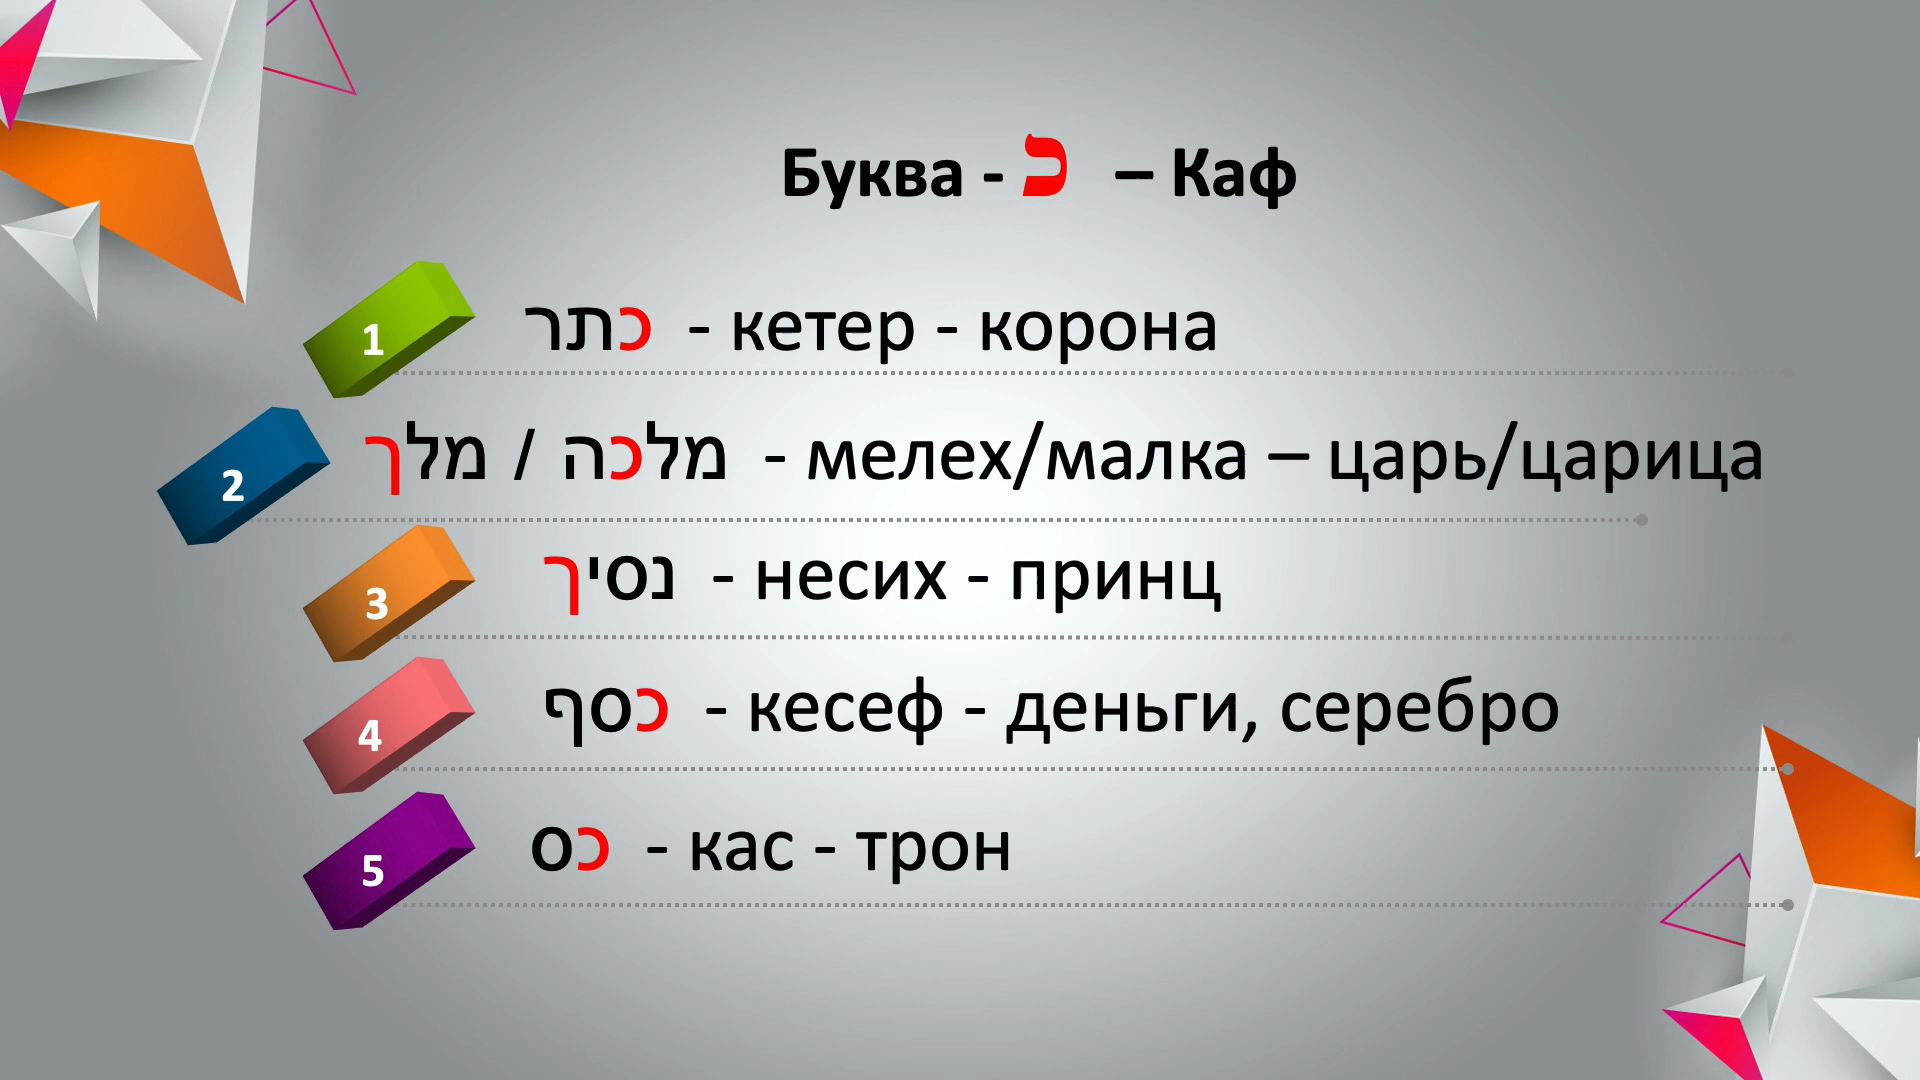 Буква - כ – Каф
1 כתר - кетер - корона
2 מלך / מלכה - мелех/малка – царь/царица
3 נסיך - несих - принц
4 כסף - кесеф - деньги, серебро
5 כס - кас - трон